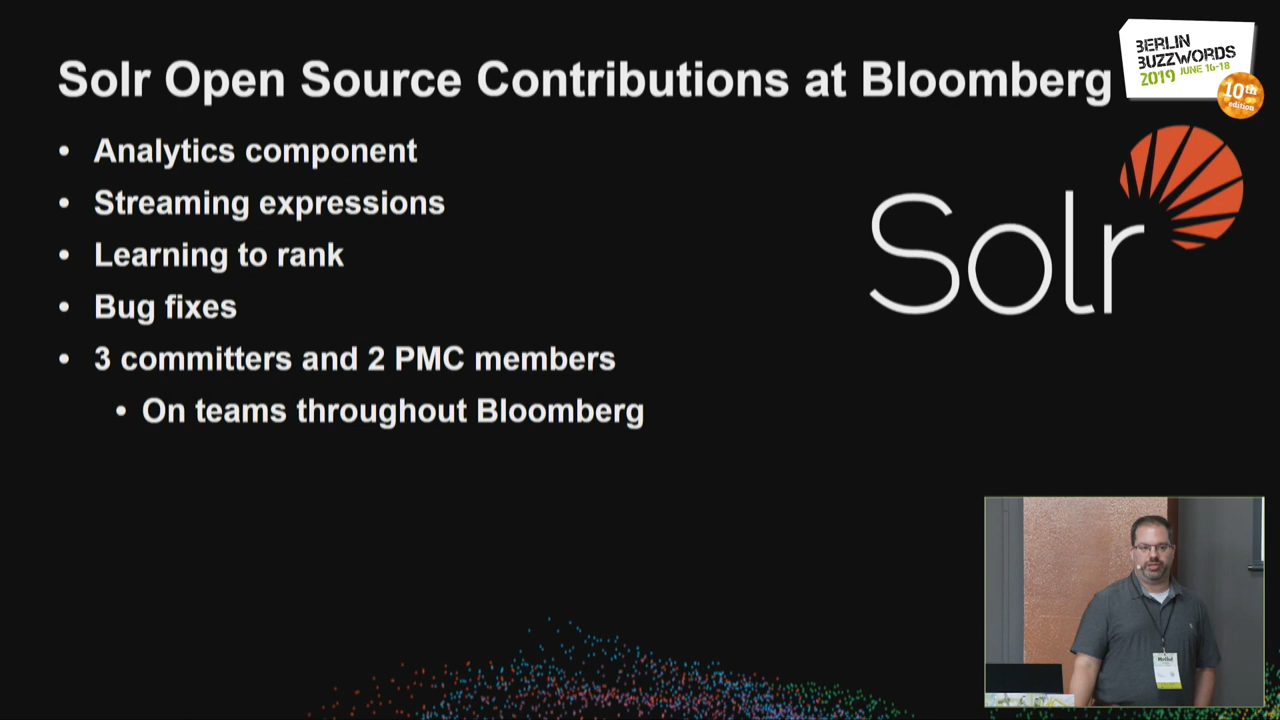 Solr Open Source Contributions at Bloomberg
BERLIN
BUZZWORDS
2019 JUNE 16-18
10th
edition
• Analytics component
• Streaming expressions
• Learning to rank
• Bug fixes
• 3 committers and 2 PMC members
• On teams throughout Bloomberg
Solr